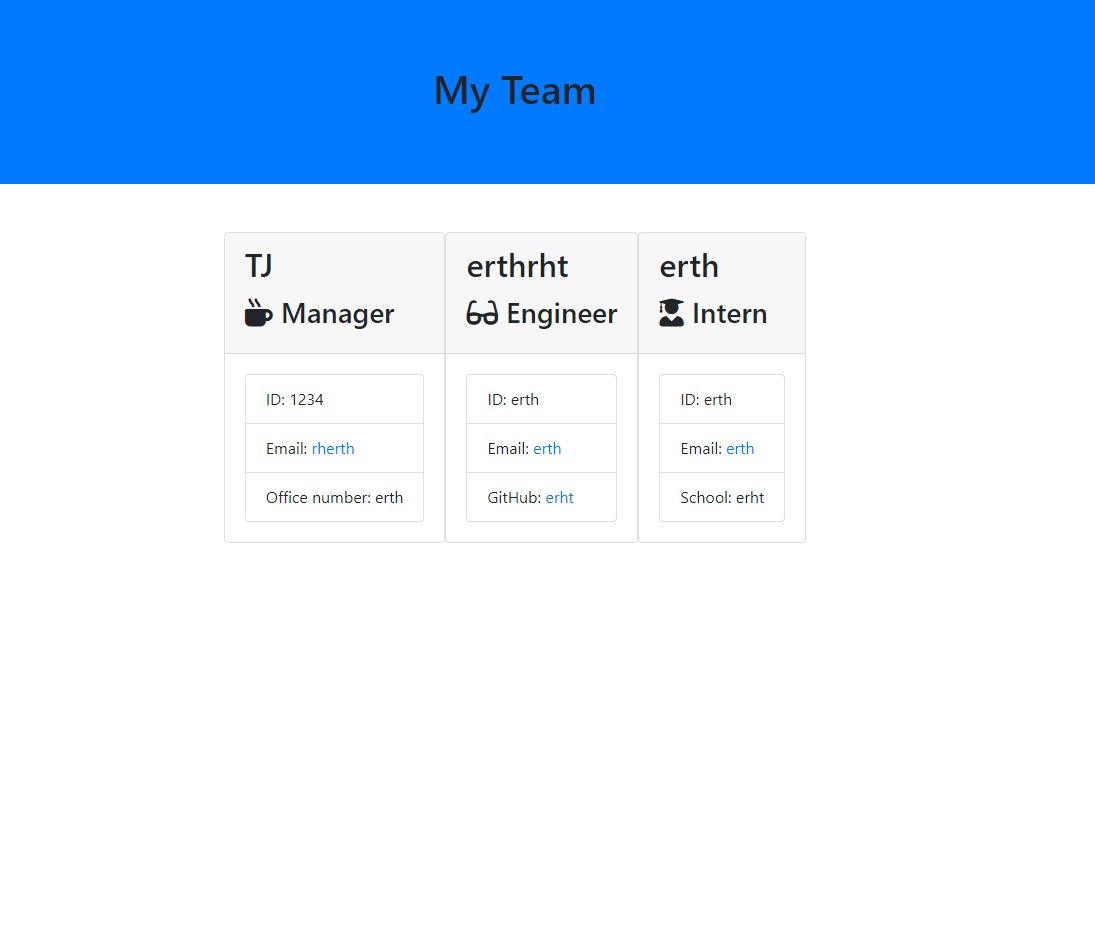 My Team
TJ
Manager
ID: 1234
Email: rherth
Office number: erth
erthrht
Engineer
ID: erth
Email: erth
GitHub: erht
erth
Intern
ID: erth
Email: erth
School: erht